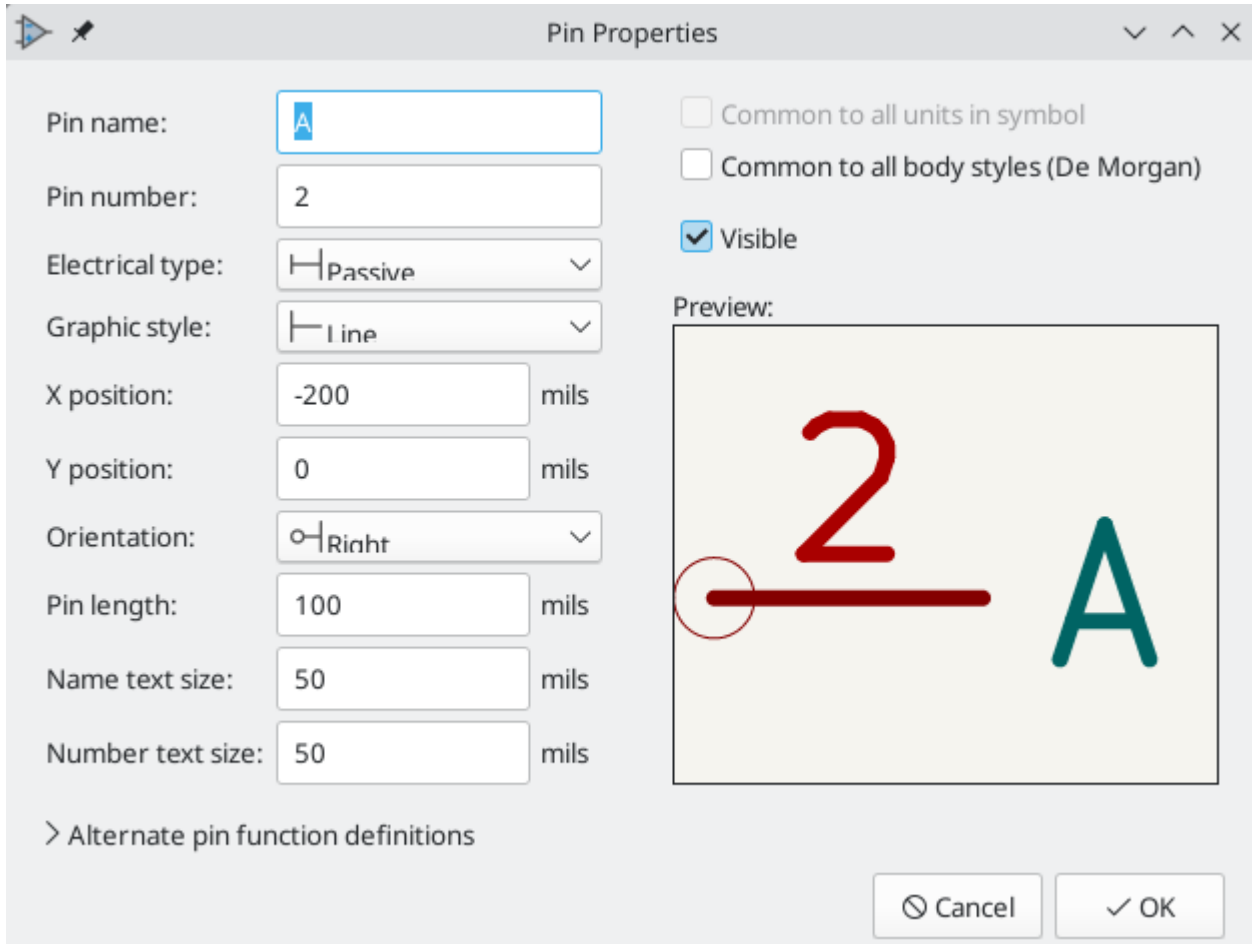 Pin Properties
Pin name: A
Pin number: 2
Electrical type: Passive
Graphic style: Line
X position: -200 mils
Y position: 0 mils
Orientation: Right
Pin length: 100 mils
Name text size: 50 mils
Number text size: 50 mils
Alternate pin function definitions
Common to all units in symbol
Common to all body styles (De Morgan)
Visible
Preview:
2
A
Cancel OK